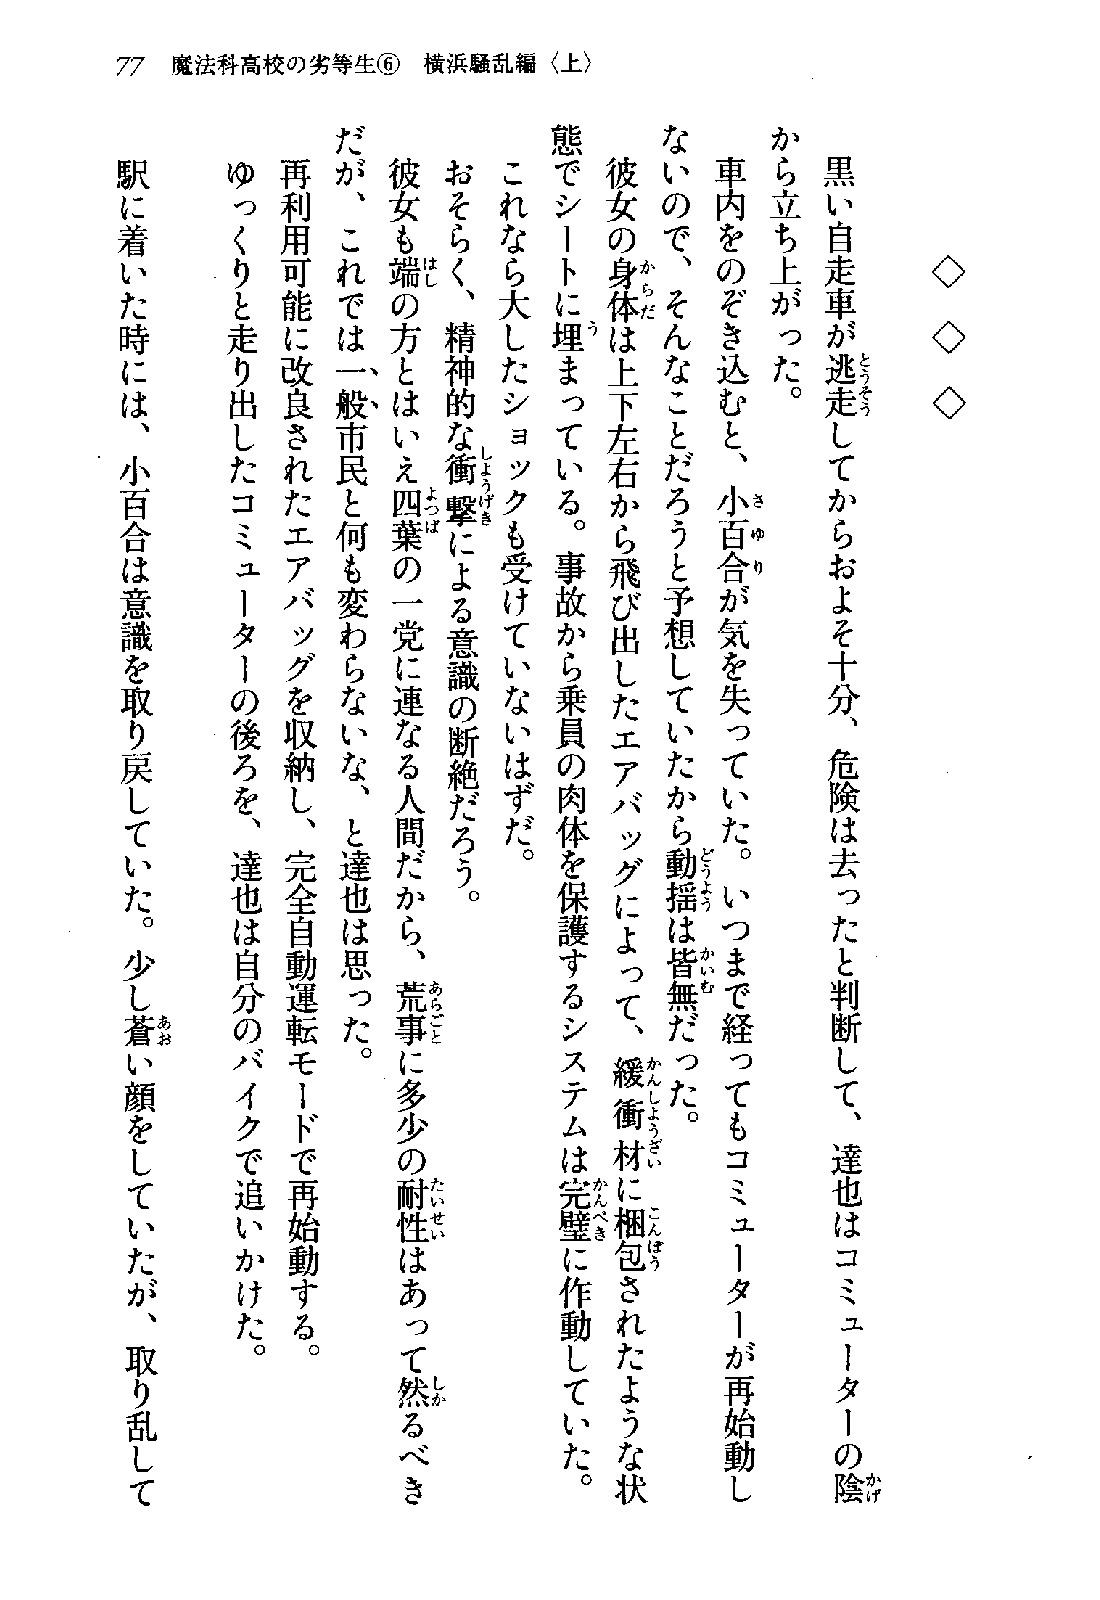 77　魔法科高校の劣等生⑥　横浜騒乱編〈上〉
◇　◇　◇
黒い自走車が逃走してからおよそ十分、危険は去ったと判断して、達也はコミューターの陰
から立ち上がった。
車内をのぞき込むと、小百合が気を失っていた。いつまで経ってもコミューターが再始動し
ないので、そんなことだろうと予想していたから動揺は皆無だった。
彼女の身体は上下左右から飛び出したエアバッグによって、緩衝材に梱包されたような状
態でシートに埋まっている。事故から乗員の肉体を保護するシステムは完璧に作動していた。
これなら大したショックも受けていないはずだ。
おそらく、精神的な衝撃による意識の断絶だろう。
彼女も端の方とはいえ四葉の一党に連なる人間だから、荒事に多少の耐性はあって然るべき
だが、これでは一般市民と何も変わらないな、と達也は思った。
再利用可能に改良されたエアバッグを収納し、完全自動運転モードで再始動する。
ゆっくりと走り出したコミューターの後ろを、達也は自分のバイクで追いかけた。
駅に着いた時には、小百合は意識を取り戻していた。少し蒼い顔をしていたが、取り乱して